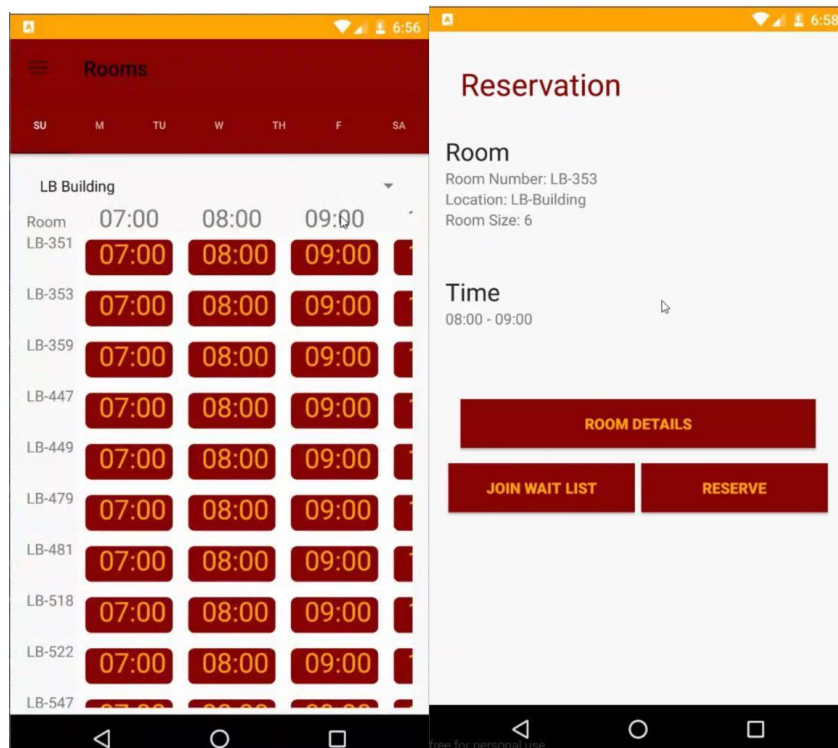 6:56
Rooms
SU M TU W TH F SA
LB Building
Room 07:00 08:00 09:00
LB-351 07:00 08:00 09:00
LB-353 07:00 08:00 09:00
LB-359 07:00 08:00 09:00
LB-447 07:00 08:00 09:00
LB-449 07:00 08:00 09:00
LB-479 07:00 08:00 09:00
LB-481 07:00 08:00 09:00
LB-518 07:00 08:00 09:00
LB-522 07:00 08:00 09:00
LB-547 07:00 08:00 09:00
6:58
Reservation
Room
Room Number: LB-353
Location: LB-Building
Room Size: 6
Time
08:00 - 09:00
ROOM DETAILS
JOIN WAIT LIST RESERVE
free for personal use